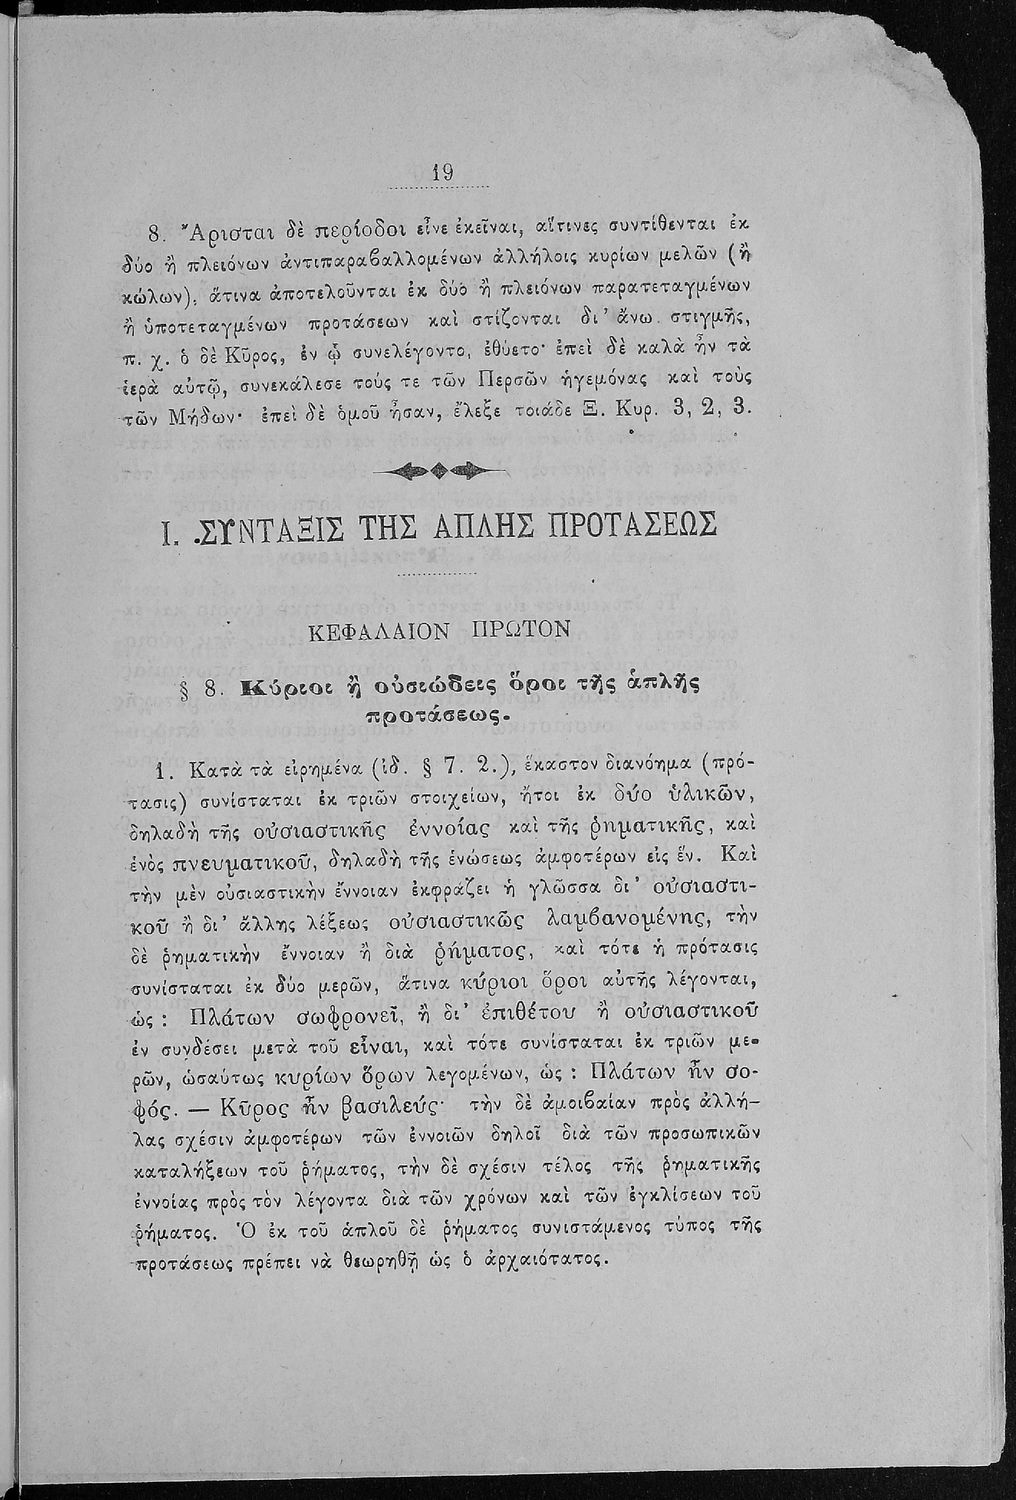 19
8. Ἄρισται δὲ περίοδοι εἶνε ἐκεῖναι, αἵτινες συντίθενται ἐκ
δύο ἢ πλειόνων ἀντιπαραβαλλομένων ἀλλήλοις κυρίων μελῶν (ἢ
κώλων), ἅτινα ἀποτελοῦνται ἐκ δύο ἢ πλειόνων παρατεταγμένων
ἢ ὑποτεταγμένων προτάσεων καὶ στίζονται δι' ἄνω στιγμῆς,
π. χ. ὁ δὲ Κῦρος, ἐν ᾧ συνελέγοντο, ἐθύετο· ἐπεὶ δὲ καλὰ ἦν τὰ
ἱερὰ αὐτῷ, συνεκάλεσε τούς τε τῶν Περσῶν ἡγεμόνας καὶ τοὺς
τῶν Μήδων· ἐπεὶ δὲ ὁμοῦ ἦσαν, ἔλεξε τοιάδε Ξ. Κυρ. 3, 2, 3.
I. ΣΥΝΤΑΞΙΣ ΤΗΣ ΑΠΛΗΣ ΠΡΟΤΑΣΕΩΣ
ΚΕΦΑΛΑΙΟΝ ΠΡΩΤΟΝ
§ 8. Κύριοι ἢ οὐσιώδεις ὅροι τῆς ἁπλῆς
προτάσεως.
1. Κατὰ τὰ εἰρημένα (ἰδ. § 7. 2.), ἕκαστον διανόημα (πρό-
τασις) συνίσταται ἐκ τριῶν στοιχείων, ἤτοι ἐκ δύο ὑλικῶν,
δηλαδὴ τῆς οὐσιαστικῆς ἐννοίας καὶ τῆς ῥηματικῆς, καὶ
ἑνὸς πνευματικοῦ, δηλαδὴ τῆς ἑνώσεως ἀμφοτέρων εἰς ἕν. Καὶ
τὴν μὲν οὐσιαστικὴν ἔννοιαν ἐκφράζει ἡ γλῶσσα δι' οὐσιαστι-
κοῦ ἢ δι' ἄλλης λέξεως οὐσιαστικῶς λαμβανομένης, τὴν
δὲ ῥηματικὴν ἔννοιαν ἢ διὰ ῥήματος, καὶ τότε ἡ πρότασις
συνίσταται ἐκ δύο μερῶν, ἅτινα κύριοι ὅροι αὐτῆς λέγονται,
ὡς : Πλάτων σωφρονεῖ, ἢ δι' ἐπιθέτου ἢ οὐσιαστικοῦ
ἐν συνδέσει μετὰ τοῦ εἶναι, καὶ τότε συνίσταται ἐκ τριῶν με-
ρῶν, ὡσαύτως κυρίων ὅρων λεγομένων, ὡς : Πλάτων ἦν σο-
φός. — Κῦρος ἦν βασιλεύς· τὴν δὲ ἀμοιβαίαν πρὸς ἀλλή-
λας σχέσιν ἀμφοτέρων τῶν ἐννοιῶν δηλοῖ διὰ τῶν προσωπικῶν
καταλήξεων τοῦ ῥήματος, τὴν δὲ σχέσιν τέλος τῆς ῥηματικῆς
ἐννοίας πρὸς τὸν λέγοντα διὰ τῶν χρόνων καὶ τῶν ἐγκλίσεων τοῦ
ῥήματος. Ὁ ἐκ τοῦ ἁπλοῦ δὲ ῥήματος συνιστάμενος τύπος τῆς
προτάσεως πρέπει νὰ θεωρηθῇ ὡς ὁ ἀρχαιότατος.